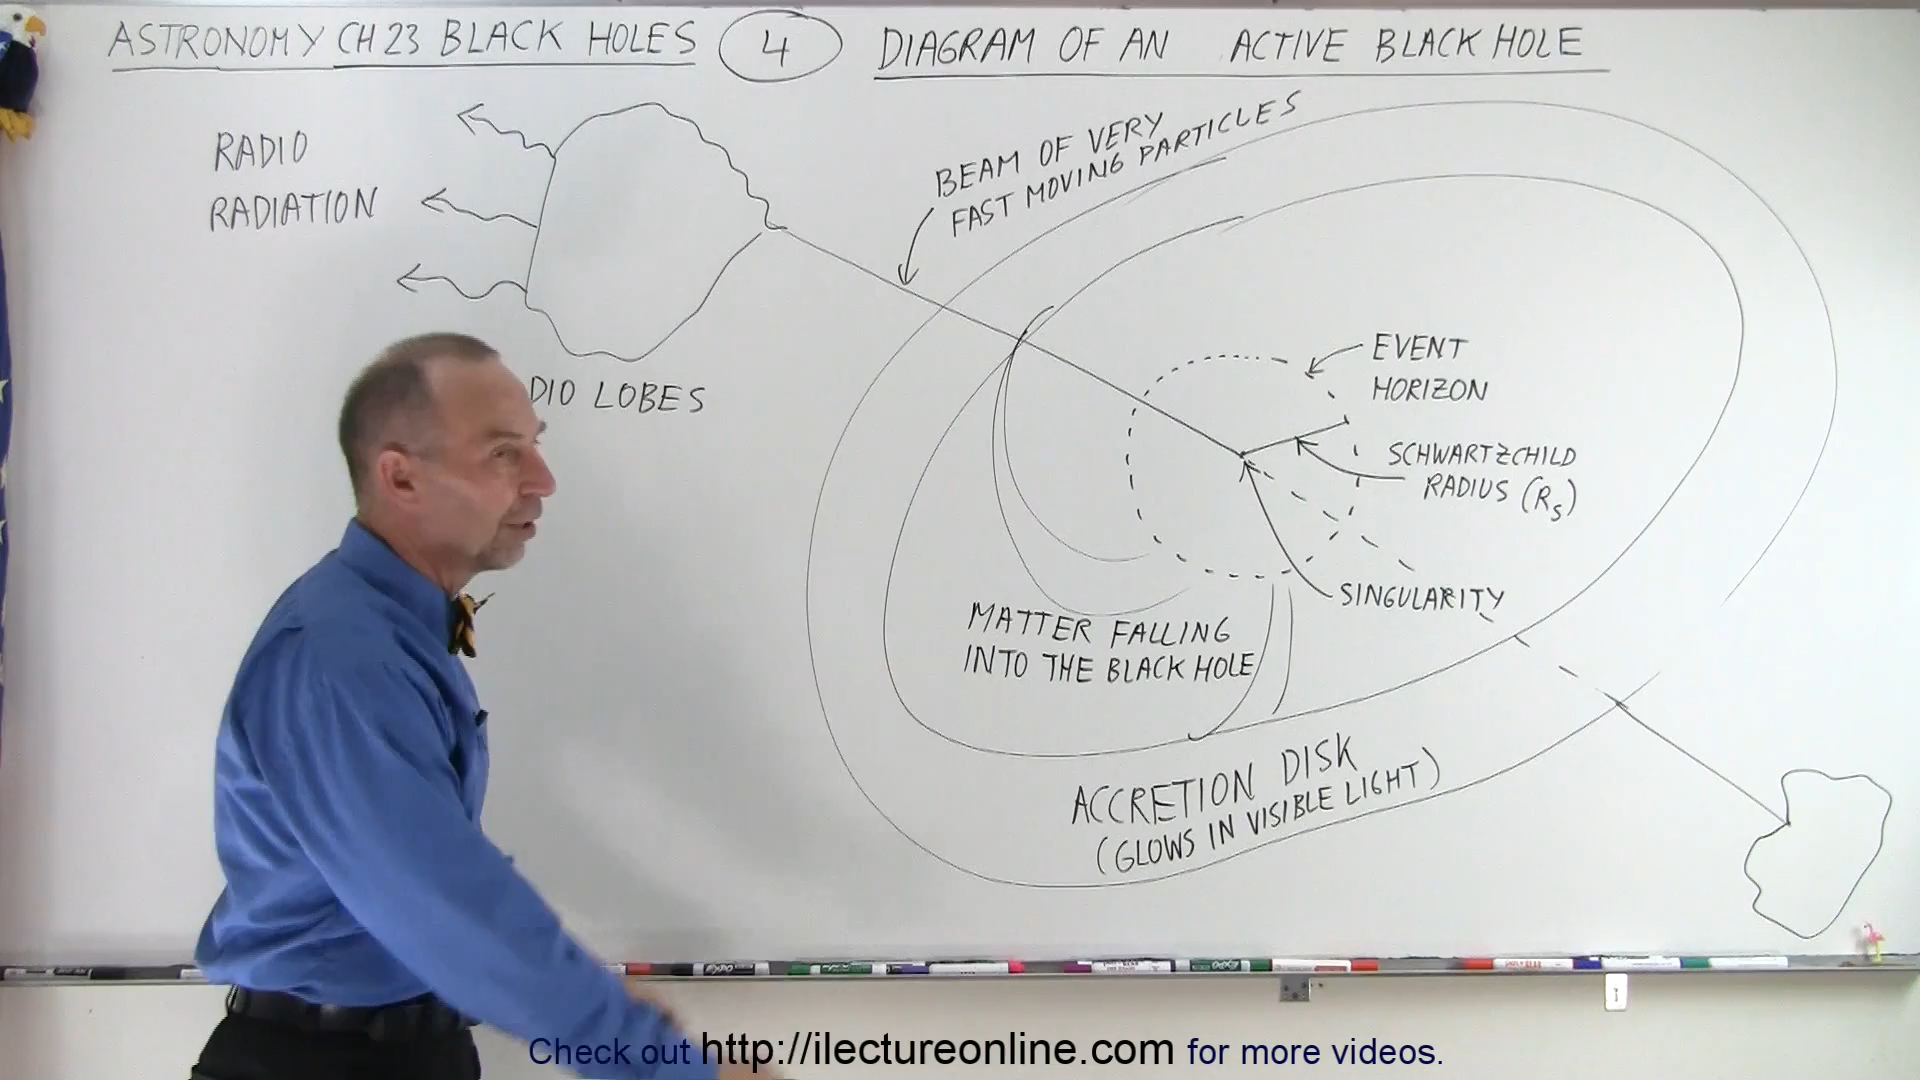 ASTRONOMY CH 23 BLACK HOLES 4 DIAGRAM OF AN ACTIVE BLACK HOLE
RADIO
RADIATION
BEAM OF VERY
FAST MOVING PARTICLES
DIO LOBES
EVENT
HORIZON
SCHWARTZCHILD
RADIUS (Rs)
SINGULARITY
MATTER FALLING
INTO THE BLACK HOLE
ACCRETION DISK
(GLOWS IN VISIBLE LIGHT)
Check out http://ilectureonline.com for more videos.